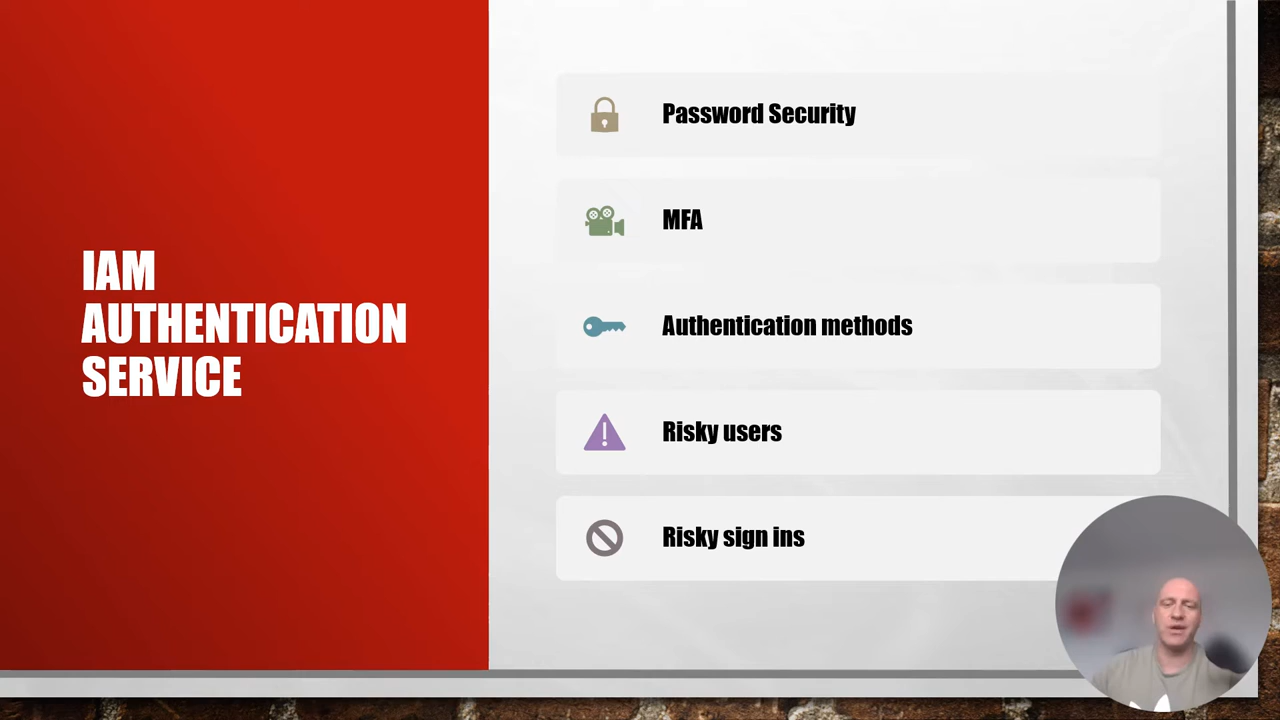 IAM
AUTHENTICATION
SERVICE
Password Security
MFA
Authentication methods
Risky users
Risky sign ins